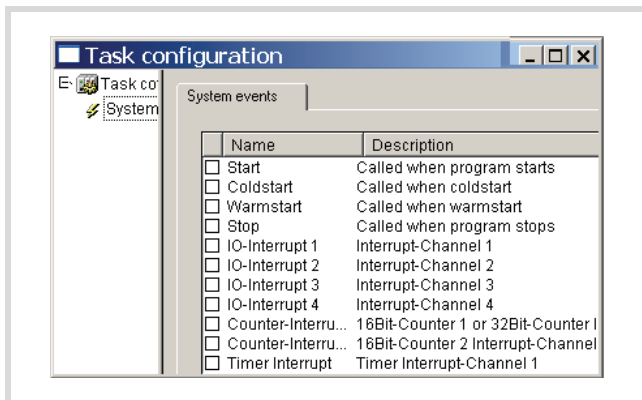 Task configuration
Task co
System
System events
Name Description
Start Called when program starts
Coldstart Called when coldstart
Warmstart Called when warmstart
Stop Called when program stops
IO-Interrupt 1 Interrupt-Channel 1
IO-Interrupt 2 Interrupt-Channel 2
IO-Interrupt 3 Interrupt-Channel 3
IO-Interrupt 4 Interrupt-Channel 4
Counter-Interru... 16Bit-Counter 1 or 32Bit-Counter I
Counter-Interru... 16Bit-Counter 2 Interrupt-Channel
Timer Interrupt Timer Interrupt-Channel 1